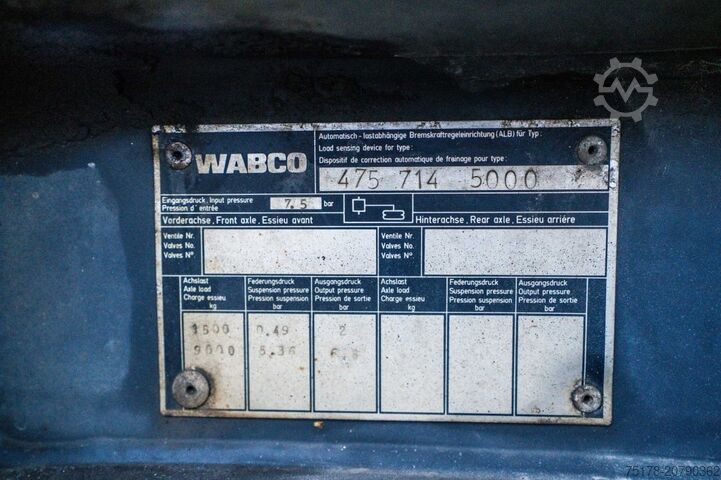 WABCO
Automatisch-lastabhängige Bremskraftregeleinrichtung (ALB) für Typ:
Load sensing device for type:
Dispositif de correction automatique de freinage pour type:
475 714 5000
Eingangsdruck, Input pressure
Pression d'entrée
7,5 bar
Vorderachse, Front axle, Essieu avant
Hinterachse, Rear axle, Essieu arriére
Ventile Nr.
Valves No.
Valves N°.
Ventile Nr.
Valves No.
Valves N°.
Achslast
Axle load
Charge essieu
kg
Federungsdruck
Suspension pressure
Pression suspension
bar
Ausgangsdruck
Output pressure
Pression de sortie
bar
Achslast
Axle load
Charge essieu
kg
Federungsdruck
Suspension pressure
Pression suspension
bar
Ausgangsdruck
Output pressure
Pression de sortie
bar
1600 0.49 2
9000 5.36
75178-20790362